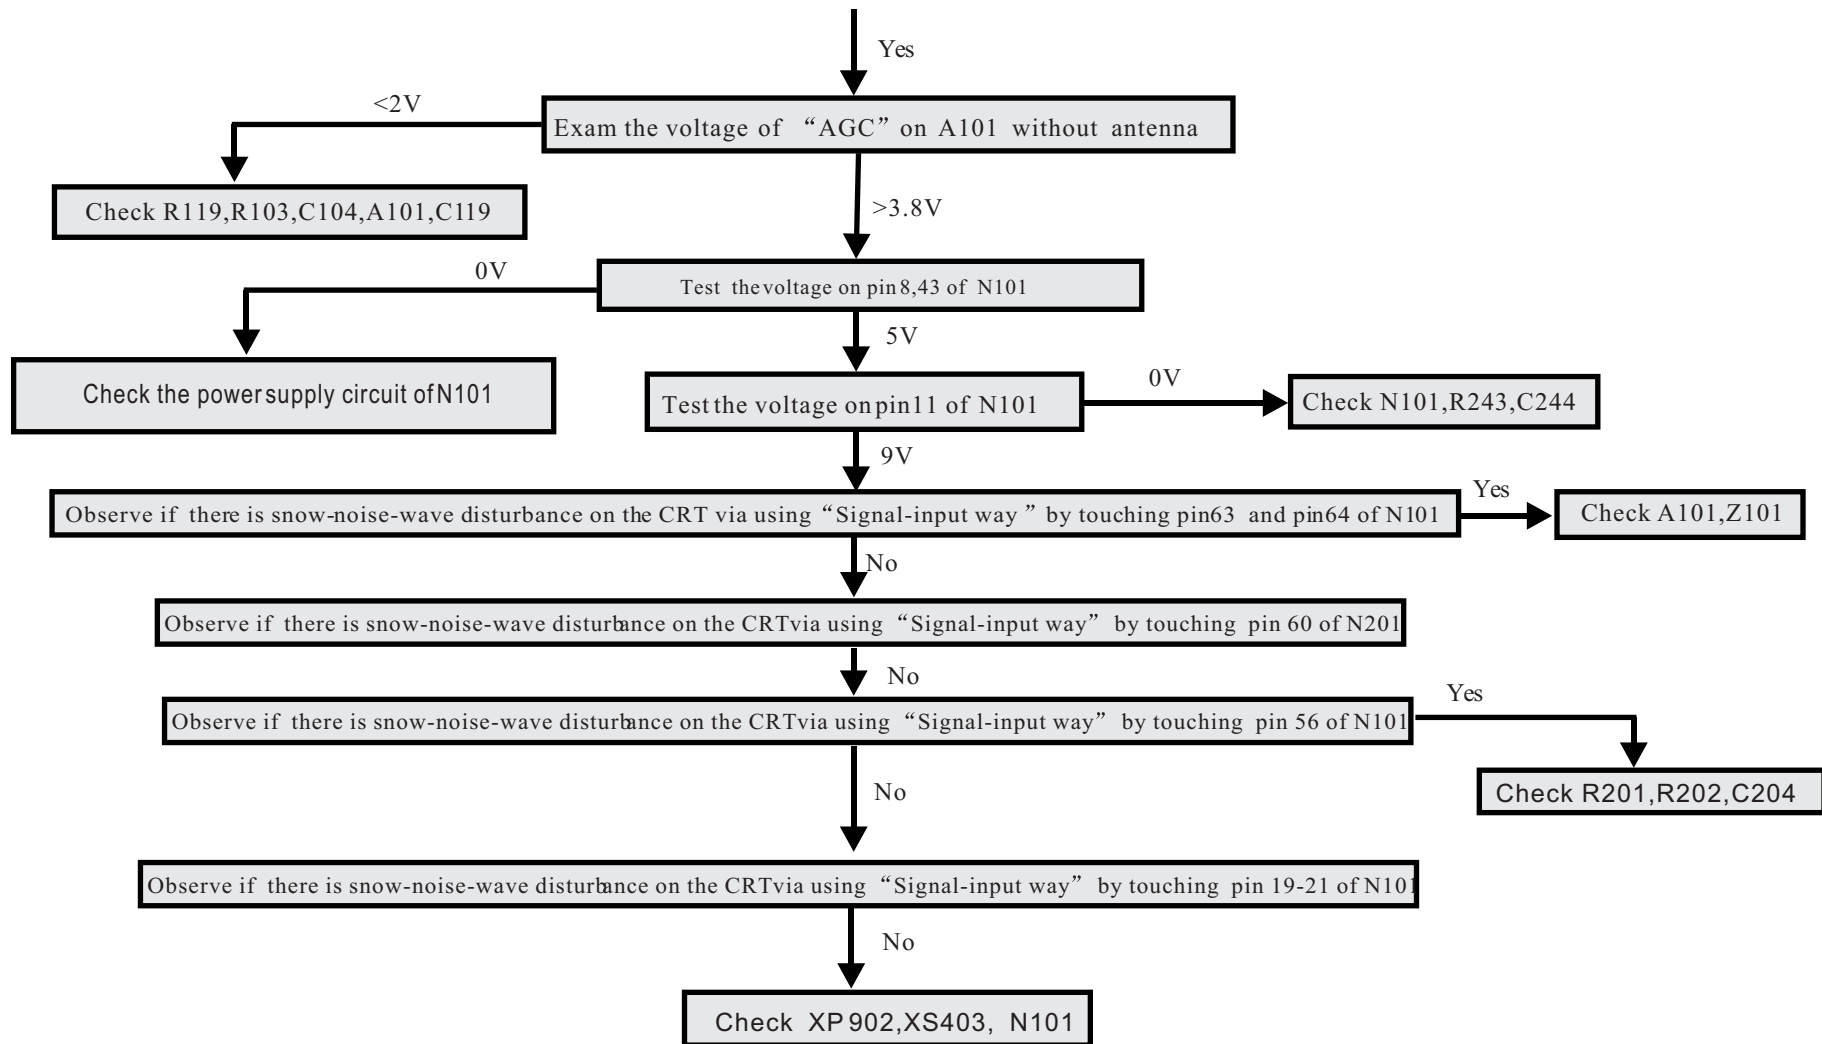 Yes
<2V
Exam the voltage of “AGC” on A101 without antenna
Check R119,R103,C104,A101,C119
>3.8V
0V
Test the voltage on pin 8,43 of N101
5V
Check the power supply circuit of N101
0V
Test the voltage on pin11 of N101
Check N101,R243,C244
9V
Observe if there is snow-noise-wave disturbance on the CRT via using “Signal-input way ” by touching pin63 and pin64 of N101
Yes
Check A101,Z101
No
Observe if there is snow-noise-wave disturbance on the CRT via using “Signal-input way” by touching pin 60 of N201
No
Yes
Observe if there is snow-noise-wave disturbance on the CRT via using “Signal-input way” by touching pin 56 of N101
No
Check R201,R202,C204
Observe if there is snow-noise-wave disturbance on the CRT via using “Signal-input way” by touching pin 19-21 of N101
No
Check XP902,XS403, N101